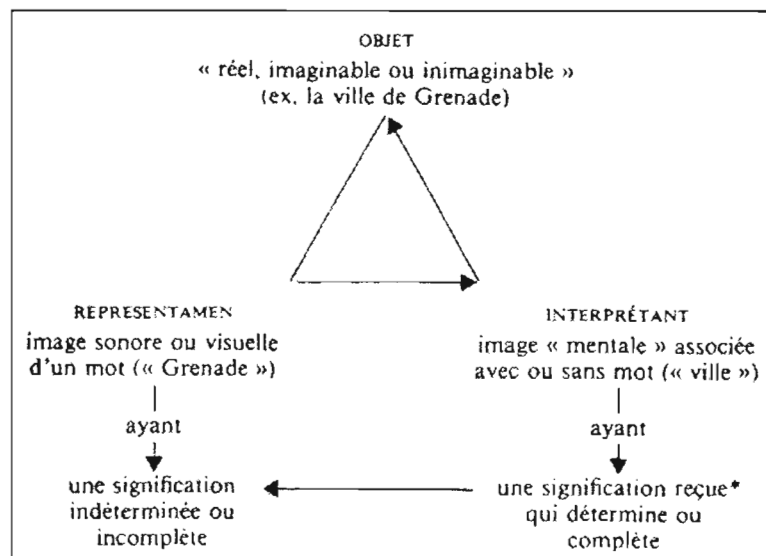 OBJET
« réel, imaginable ou inimaginable »
(ex. la ville de Grenade)
REPRESENTAMEN
image sonore ou visuelle
d'un mot (« Grenade »)
ayant
une signification
indéterminée ou
incomplète
INTERPRÉTANT
image « mentale » associée
avec ou sans mot (« ville »)
ayant
une signification reçue*
qui détermine ou
complète